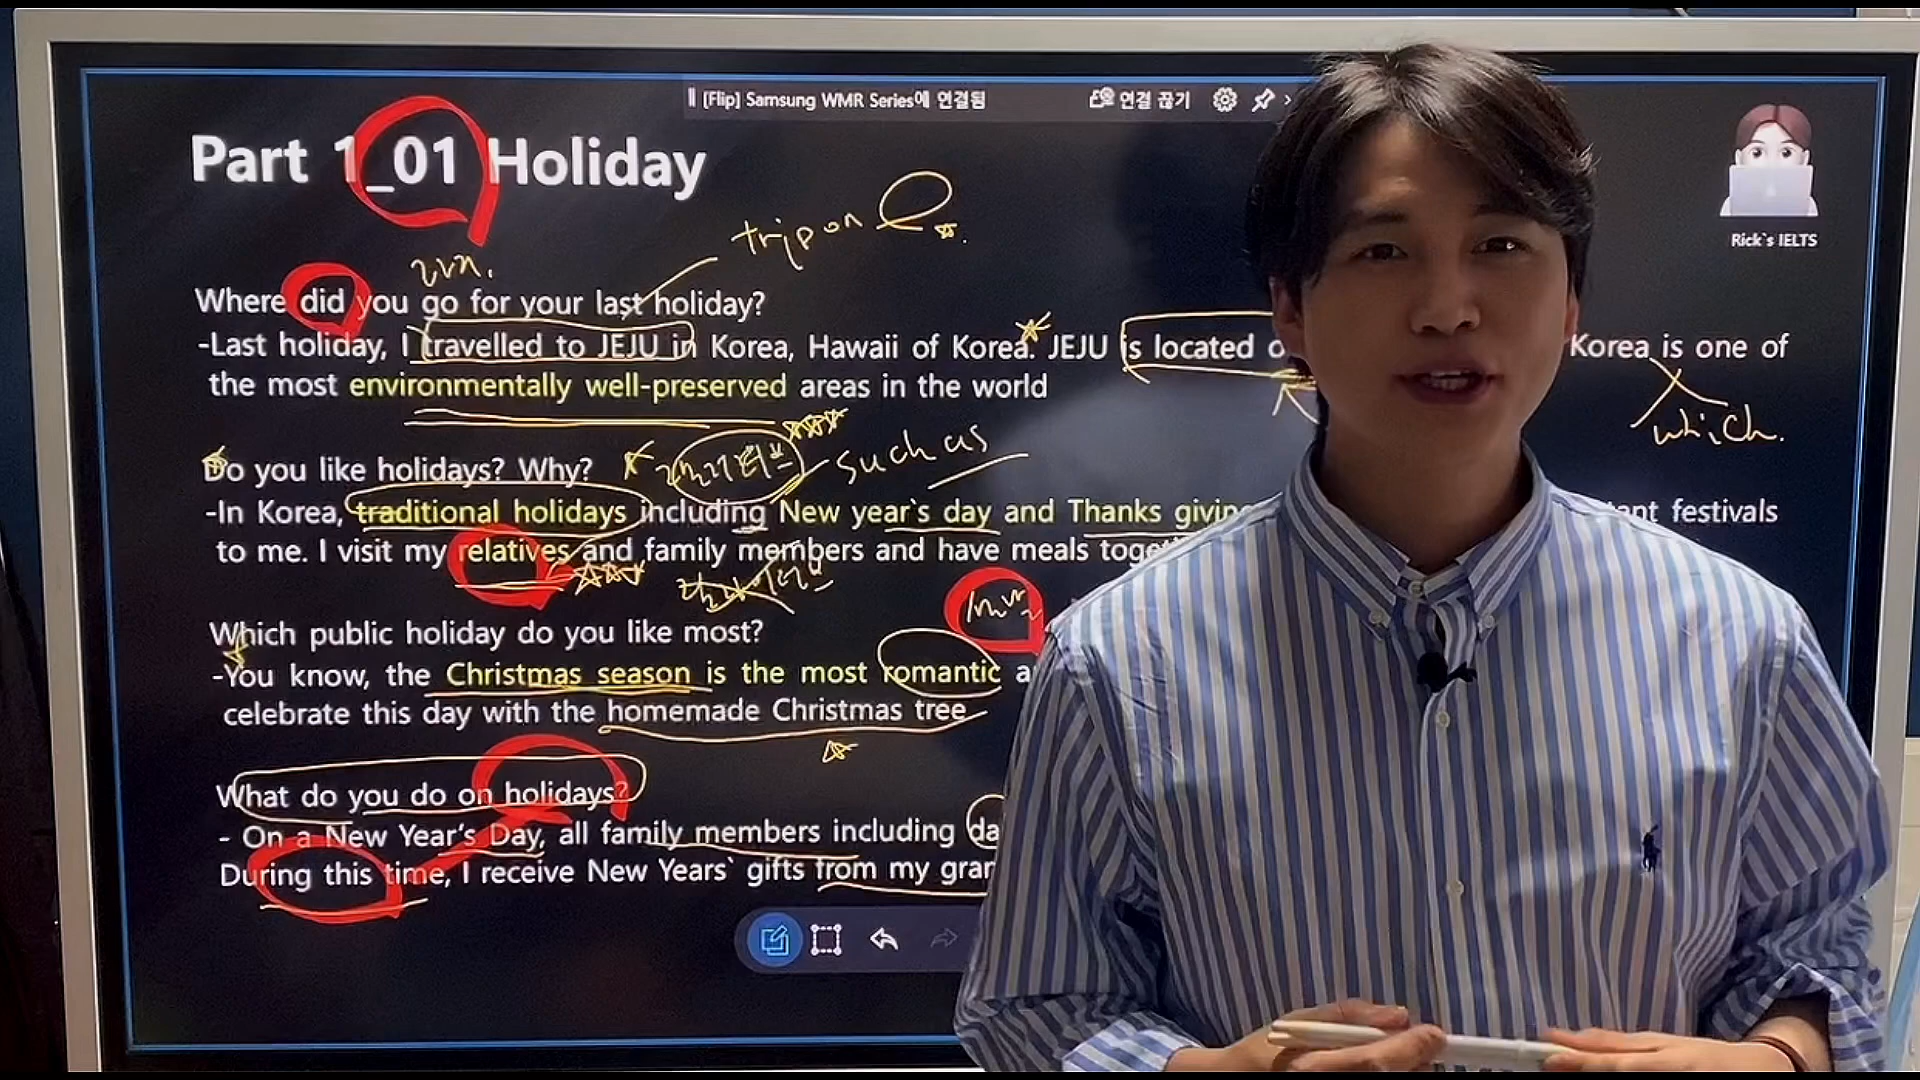 [Flip] Samsung WMR Series에 연결됨 연결 끊기
Part 1_01 Holiday
Rick`s IELTS
trip on
Where did you go for your last holiday?
-Last holiday, I travelled to JEJU in Korea, Hawaii of Korea. JEJU is located Korea is one of
the most environmentally well-preserved areas in the world
which.
such as
Do you like holidays? Why?
-In Korea, traditional holidays including New year`s day and Thanks giving festivals
to me. I visit my relatives and family members and have meals
Which public holiday do you like most?
-You know, the Christmas season is the most romantic
celebrate this day with the homemade Christmas tree
What do you do on holidays?
- On a New Year's Day, all family members including
During this time, I receive New Years` gifts from my